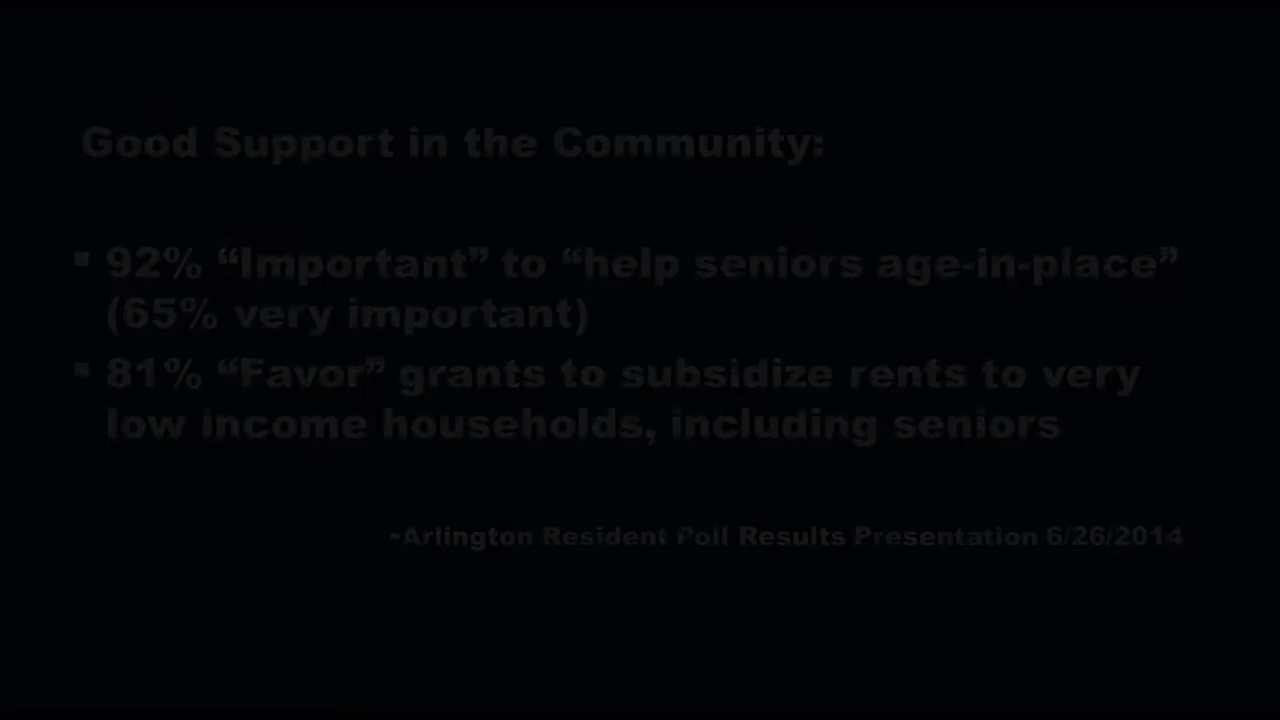 Good Support in the Community:
▪ 92% “Important” to “help seniors age-in-place”
(65% very important)
▪ 81% “Favor” grants to subsidize rents to very
low income households, including seniors
-Arlington Resident Poll Results Presentation 6/26/2014